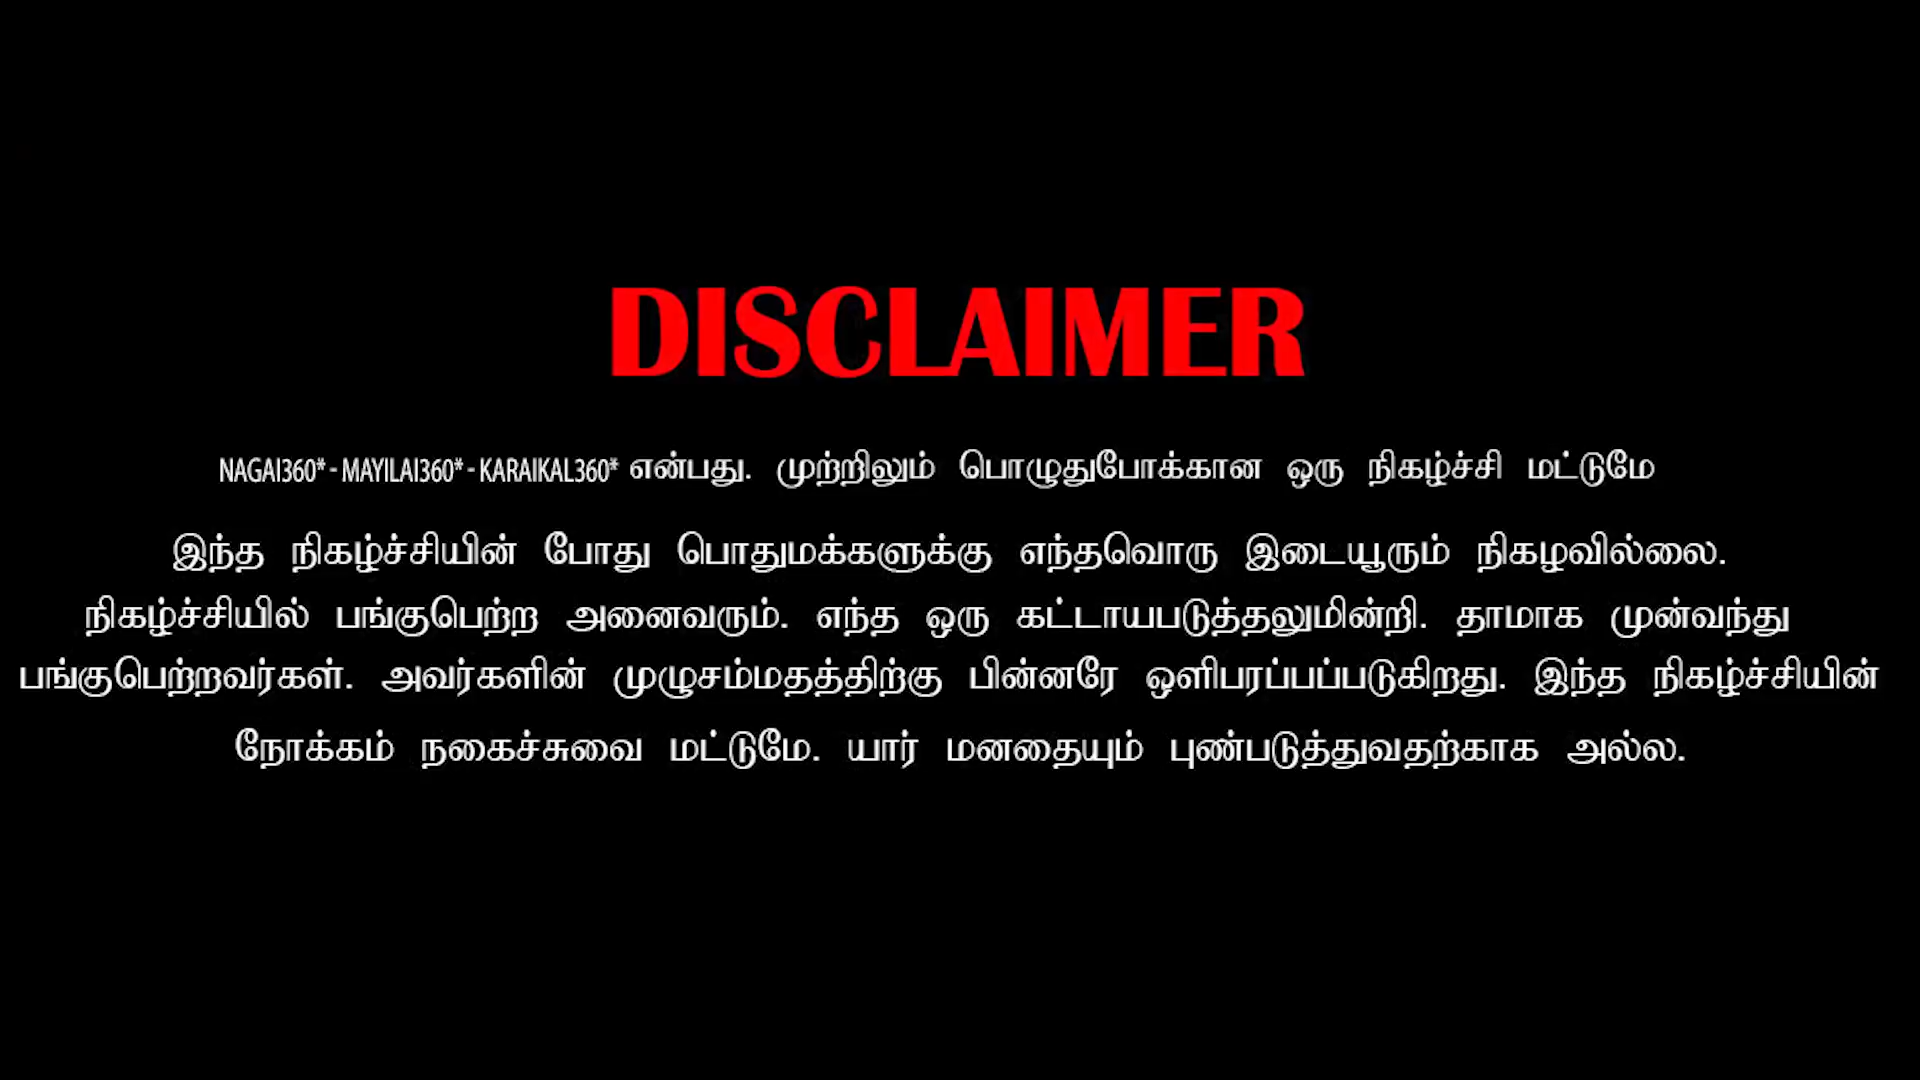 DISCLAIMER
NAGAI360* - MAYILAI360* - KARAIKAL360* என்பது. முற்றிலும் பொழுதுபோக்கான ஒரு நிகழ்ச்சி மட்டுமே
இந்த நிகழ்ச்சியின் போது பொதுமக்களுக்கு எந்தவொரு இடையூரும் நிகழவில்லை.
நிகழ்ச்சியில் பங்குபெற்ற அனைவரும். எந்த ஒரு கட்டாயபடுத்தலுமின்றி. தாமாக முன்வந்து
பங்குபெற்றவர்கள். அவர்களின் முழுசம்மதத்திற்கு பின்னரே ஒளிபரப்பப்படுகிறது. இந்த நிகழ்ச்சியின்
நோக்கம் நகைச்சுவை மட்டுமே. யார் மனதையும் புண்படுத்துவதற்காக அல்ல.